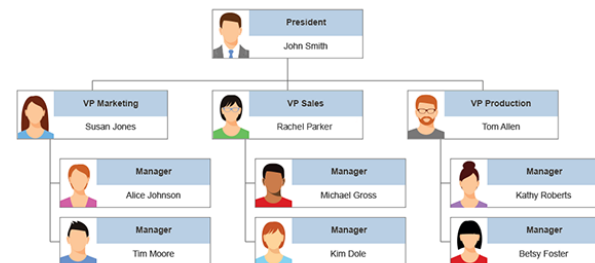 President
John Smith
VP Marketing
Susan Jones
VP Sales
Rachel Parker
VP Production
Tom Allen
Manager
Alice Johnson
Manager
Michael Gross
Manager
Kathy Roberts
Manager
Tim Moore
Manager
Kim Dole
Manager
Betsy Foster